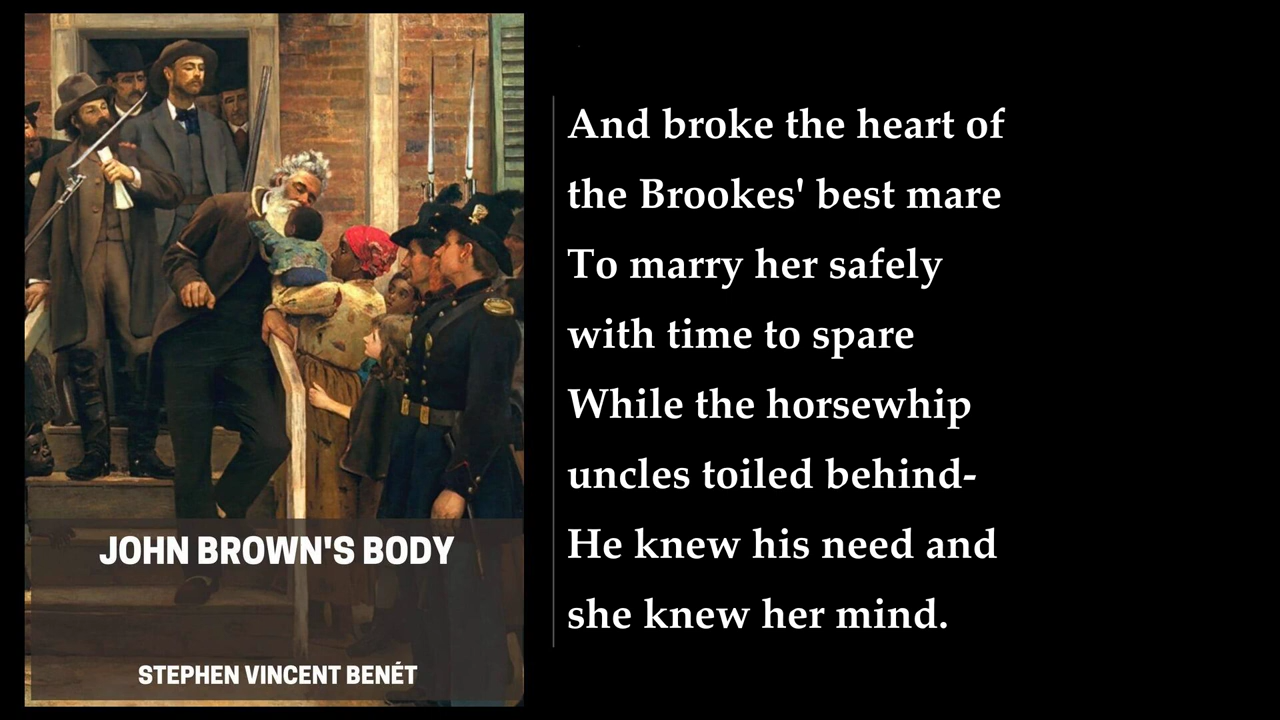 JOHN BROWN'S BODY
STEPHEN VINCENT BENÉT
And broke the heart of
the Brookes' best mare
To marry her safely
with time to spare
While the horsewhip
uncles toiled behind-
He knew his need and
she knew her mind.